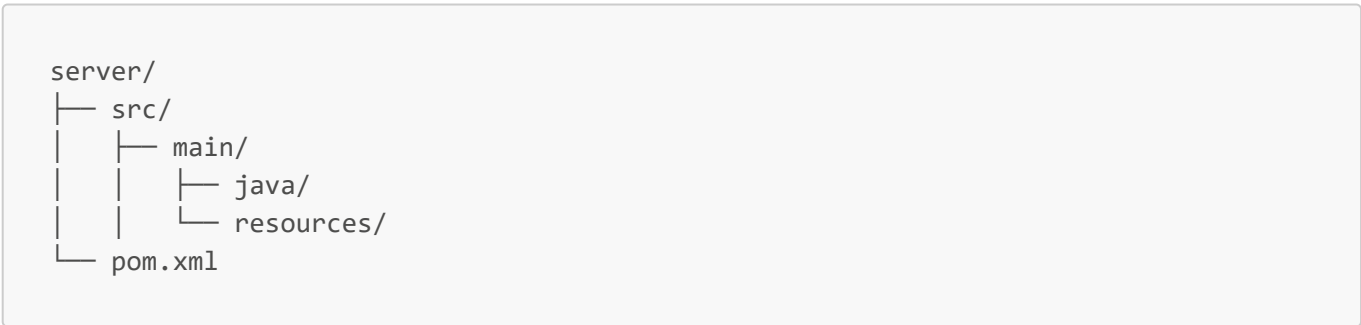 server/
├── src/
│   ├── main/
│   │   ├── java/
│   │   └── resources/
└── pom.xml